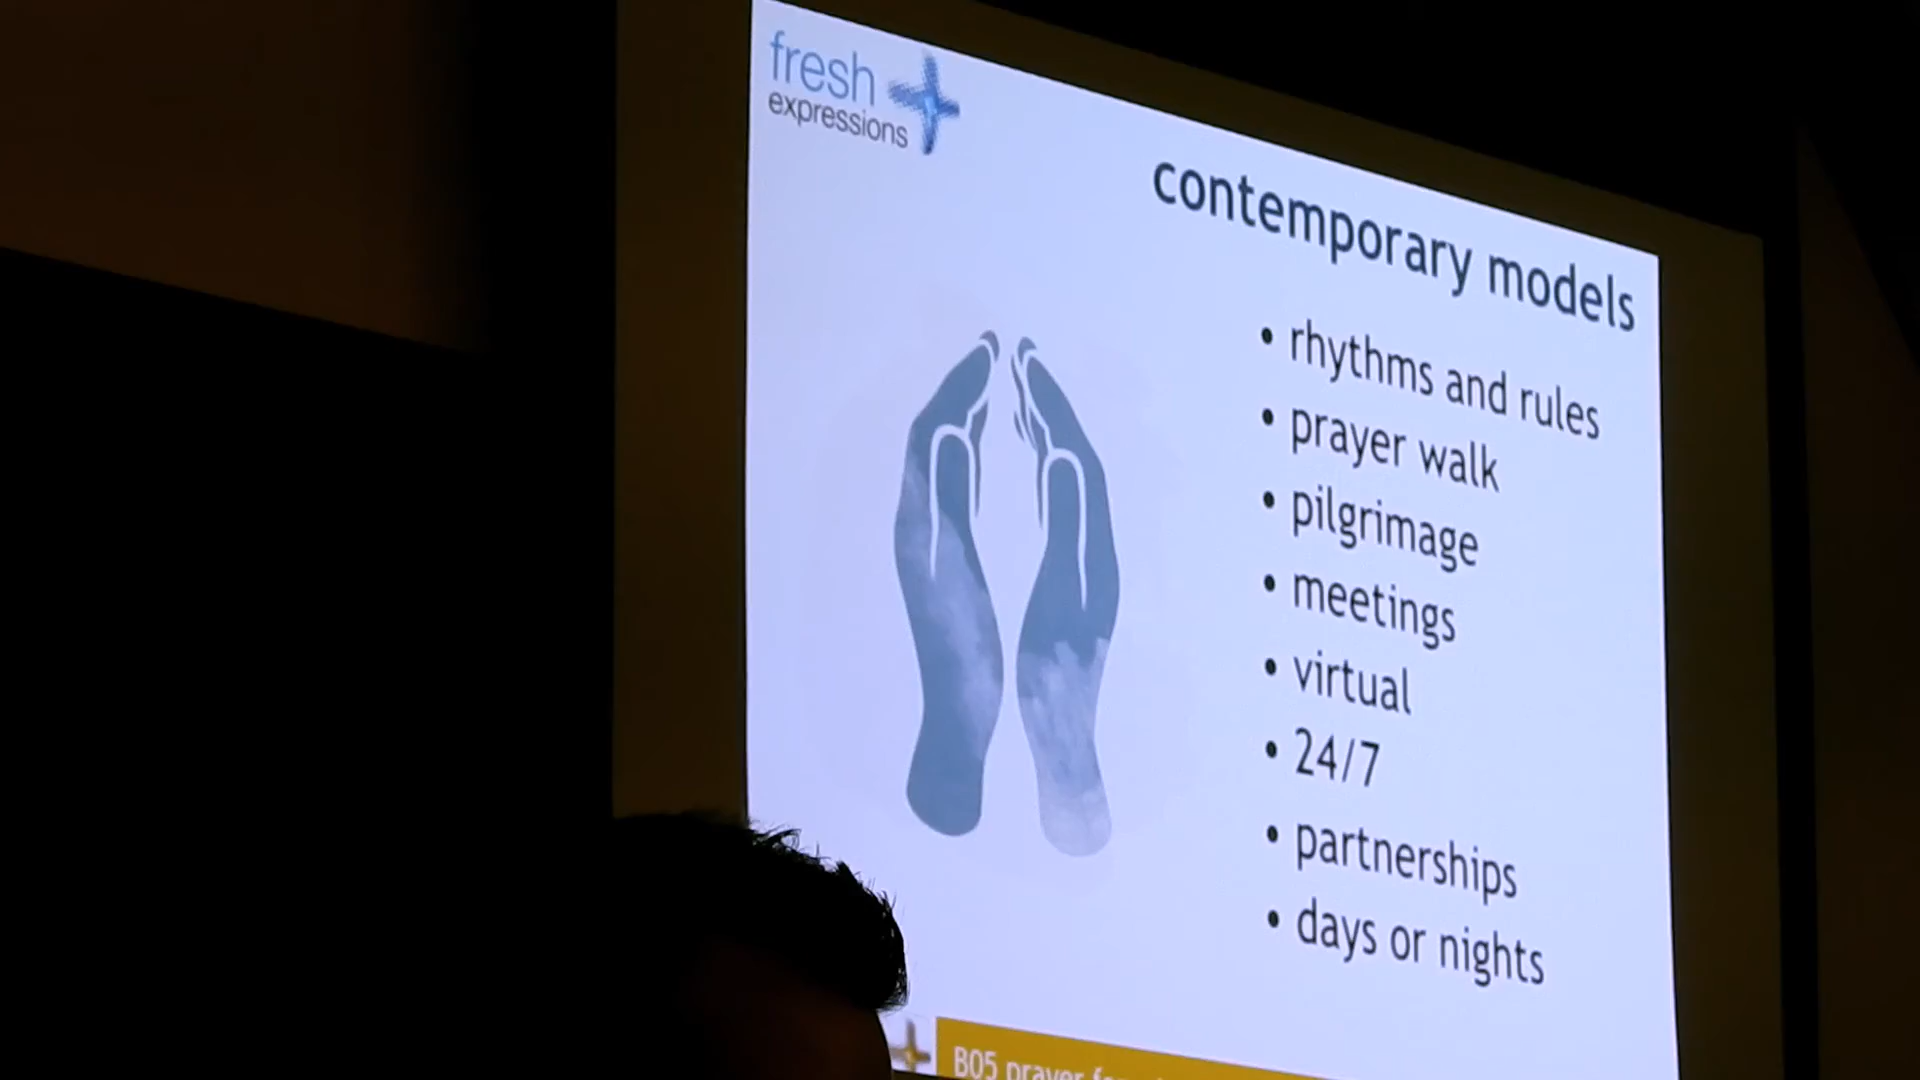 fresh
expressions
contemporary models
• rhythms and rules
• prayer walk
• pilgrimage
• meetings
• virtual
• 24/7
• partnerships
• days or nights
B05 prayer